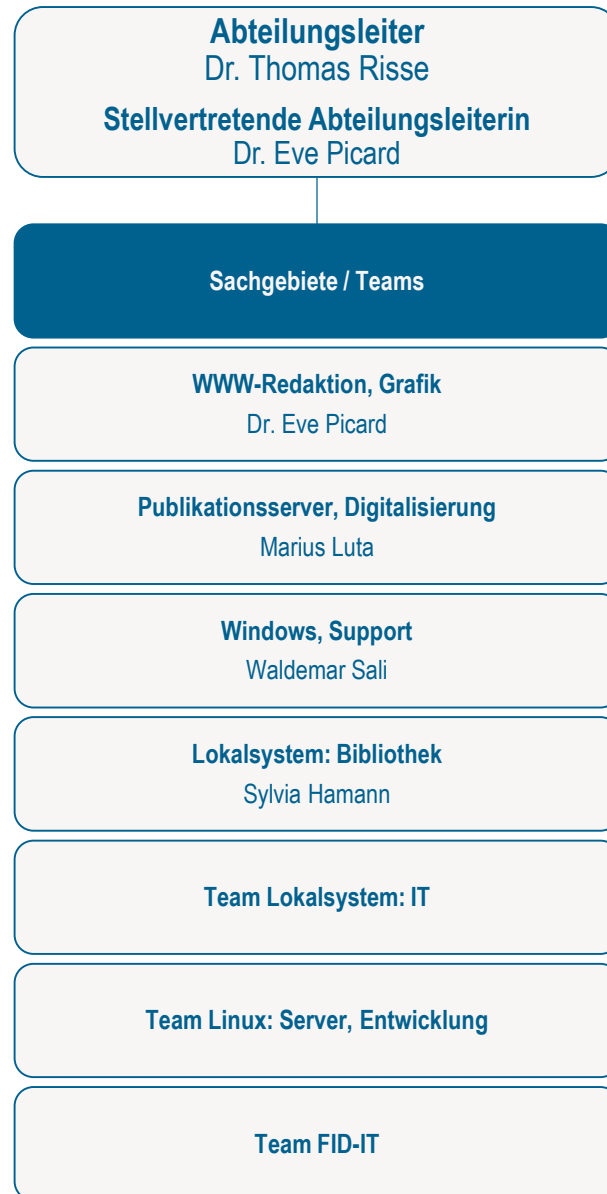 Abteilungsleiter
Dr. Thomas Risse
Stellvertretende Abteilungsleiterin
Dr. Eve Picard
Sachgebiete / Teams
WWW-Redaktion, Grafik
Dr. Eve Picard
Publikationsserver, Digitalisierung
Marius Luta
Windows, Support
Waldemar Sali
Lokalsystem: Bibliothek
Sylvia Hamann
Team Lokalsystem: IT
Team Linux: Server, Entwicklung
Team FID-IT